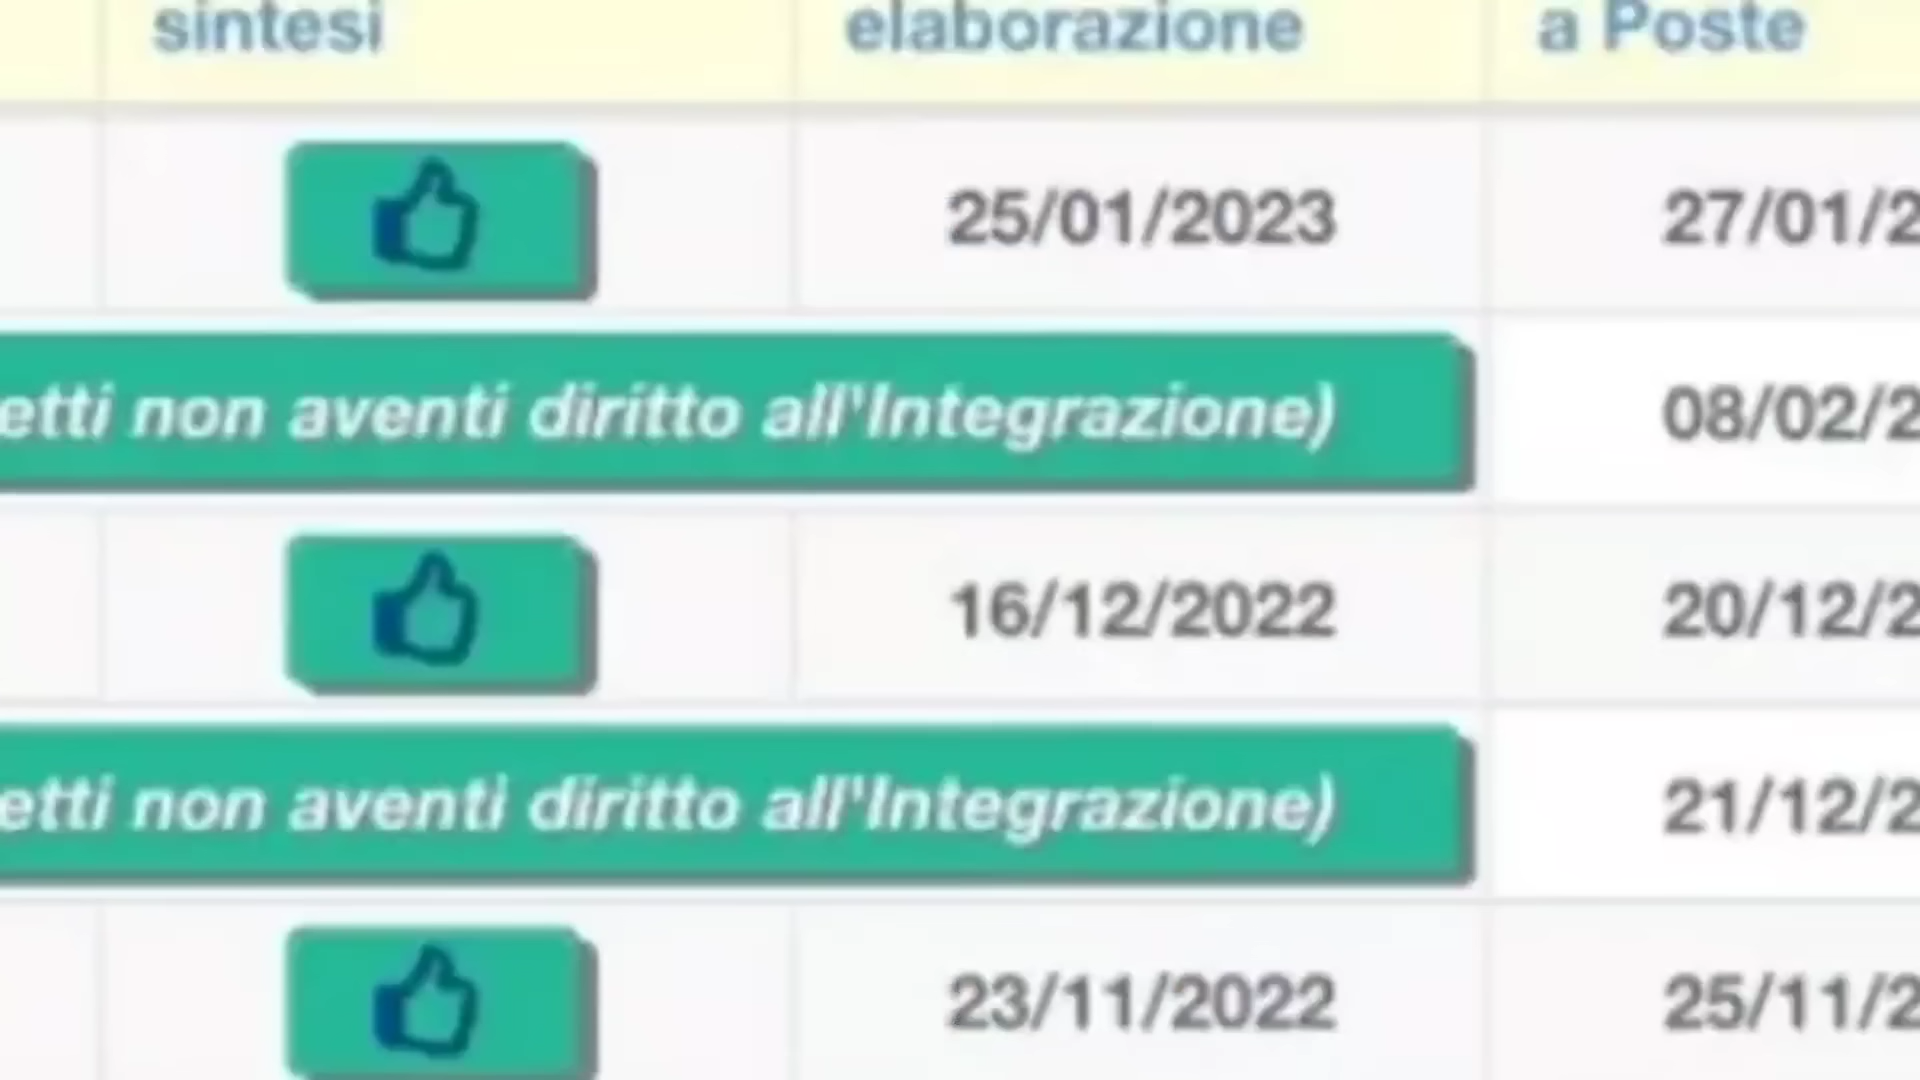 sintesi elaborazione a Poste
25/01/2023 27/01/2
etti non aventi diritto all'Integrazione) 08/02/2
16/12/2022 20/12/2
etti non aventi diritto all'Integrazione) 21/12/2
23/11/2022 25/11/2